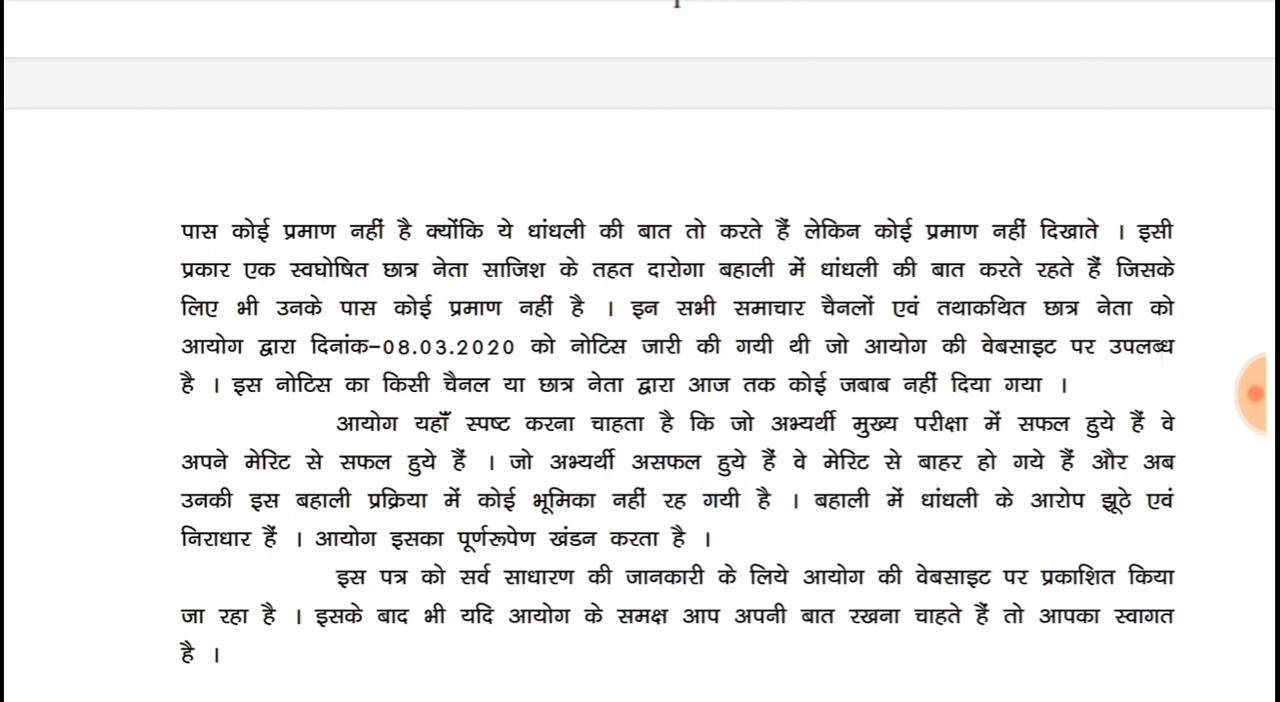 पास कोई प्रमाण नहीं है क्योंकि ये धांधली की बात तो करते हैं लेकिन कोई प्रमाण नहीं दिखाते । इसी
प्रकार एक स्वघोषित छात्र नेता साजिश के तहत दारोगा बहाली में धांधली की बात करते रहते हैं जिसके
लिए भी उनके पास कोई प्रमाण नहीं है । इन सभी समाचार चैनलों एवं तथाकथित छात्र नेता को
आयोग द्वारा दिनांक-08.03.2020 को नोटिस जारी की गयी थी जो आयोग की वेबसाइट पर उपलब्ध
है । इस नोटिस का किसी चैनल या छात्र नेता द्वारा आज तक कोई जबाब नहीं दिया गया ।
आयोग यहाँ स्पष्ट करना चाहता है कि जो अभ्यर्थी मुख्य परीक्षा में सफल हुये हैं वे
अपने मेरिट से सफल हुये हैं । जो अभ्यर्थी असफल हुये हैं वे मेरिट से बाहर हो गये हैं और अब
उनकी इस बहाली प्रक्रिया में कोई भूमिका नहीं रह गयी है । बहाली में धांधली के आरोप झूठे एवं
निराधार हैं । आयोग इसका पूर्णरूपेण खंडन करता है ।
इस पत्र को सर्व साधारण की जानकारी के लिये आयोग की वेबसाइट पर प्रकाशित किया
जा रहा है । इसके बाद भी यदि आयोग के समक्ष आप अपनी बात रखना चाहते हैं तो आपका स्वागत
है ।